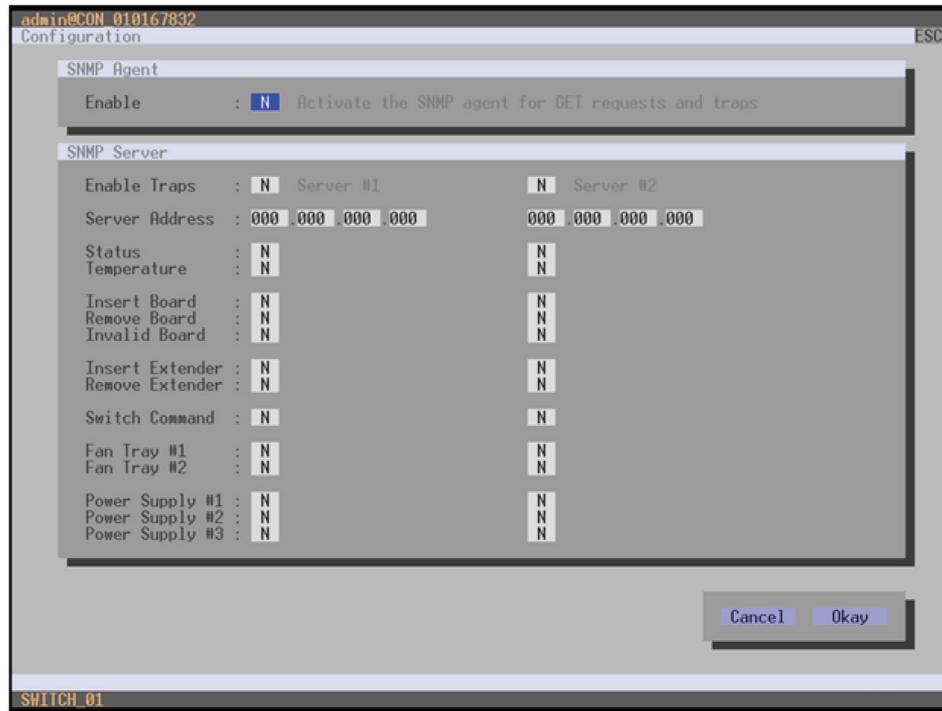 admin@CON_010167832
Configuration ESC
SNMP Agent
Enable : N Activate the SNMP agent for GET requests and traps
SNMP Server
Enable Traps : N Server #1 N Server #2
Server Address : 000 .000 .000 .000 000 .000 .000 .000
Status : N N
Temperature : N N
Insert Board : N N
Remove Board : N N
Invalid Board : N N
Insert Extender : N N
Remove Extender : N N
Switch Command : N N
Fan Tray #1 : N N
Fan Tray #2 : N N
Power Supply #1 : N N
Power Supply #2 : N N
Power Supply #3 : N N
Cancel Okay
SWITCH_01